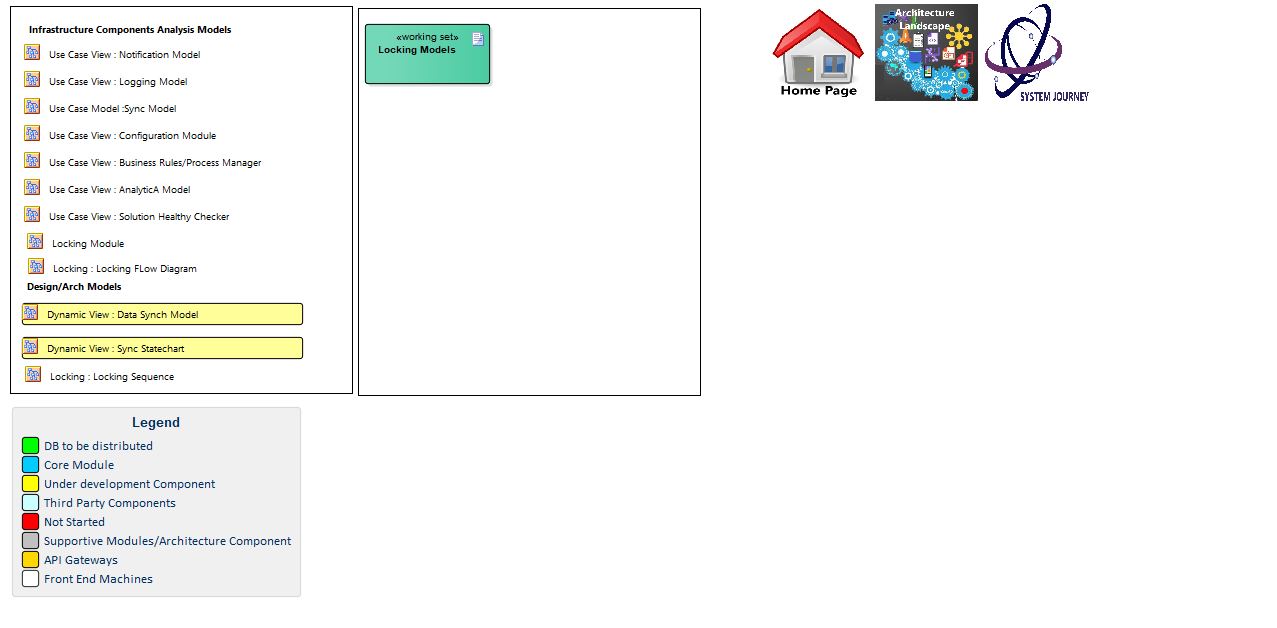 Infrastructure Components Analysis Models
Use Case View : Notification Model
Use Case View : Logging Model
Use Case Model :Sync Model
Use Case View : Configuration Module
Use Case View : Business Rules/Process Manager
Use Case View : AnalyticA Model
Use Case View : Solution Healthy Checker
Locking Module
Locking : Locking FLow Diagram
Design/Arch Models
Dynamic View : Data Synch Model
Dynamic View : Sync Statechart
Locking : Locking Sequence
«working set»
Locking Models
Home Page
Architecture
Landscape
SYSTEM JOURNEY
Legend
DB to be distributed
Core Module
Under development Component
Third Party Components
Not Started
Supportive Modules/Architecture Component
API Gateways
Front End Machines